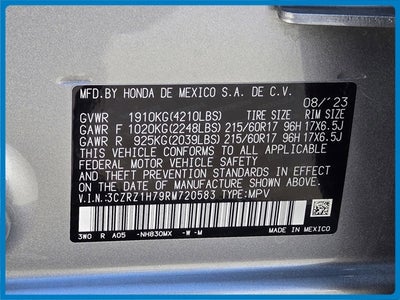 MFD.BY HONDA DE MEXICO S.A. DE C.V.
08/'23
GVWR 1910KG(4210LBS) TIRE SIZE RIM SIZE
GAWR F 1020KG(2248LBS) 215/60R17 96H 17X6.5J
GAWR R 925KG(2039LBS) 215/60R17 96H 17X6.5J
THIS VEHICLE CONFORMS TO ALL APPLICABLE
FEDERAL MOTOR VEHICLE SAFETY
AND THEFT PREVENTION STANDARDS IN EFFECT ON
THE DATE OF MANUFACTURE SHOWN ABOVE.
V.I.N.:3CZRZ1H79RM720583 TYPE:MPV
3W0 R A05 -NH830MX -W -M